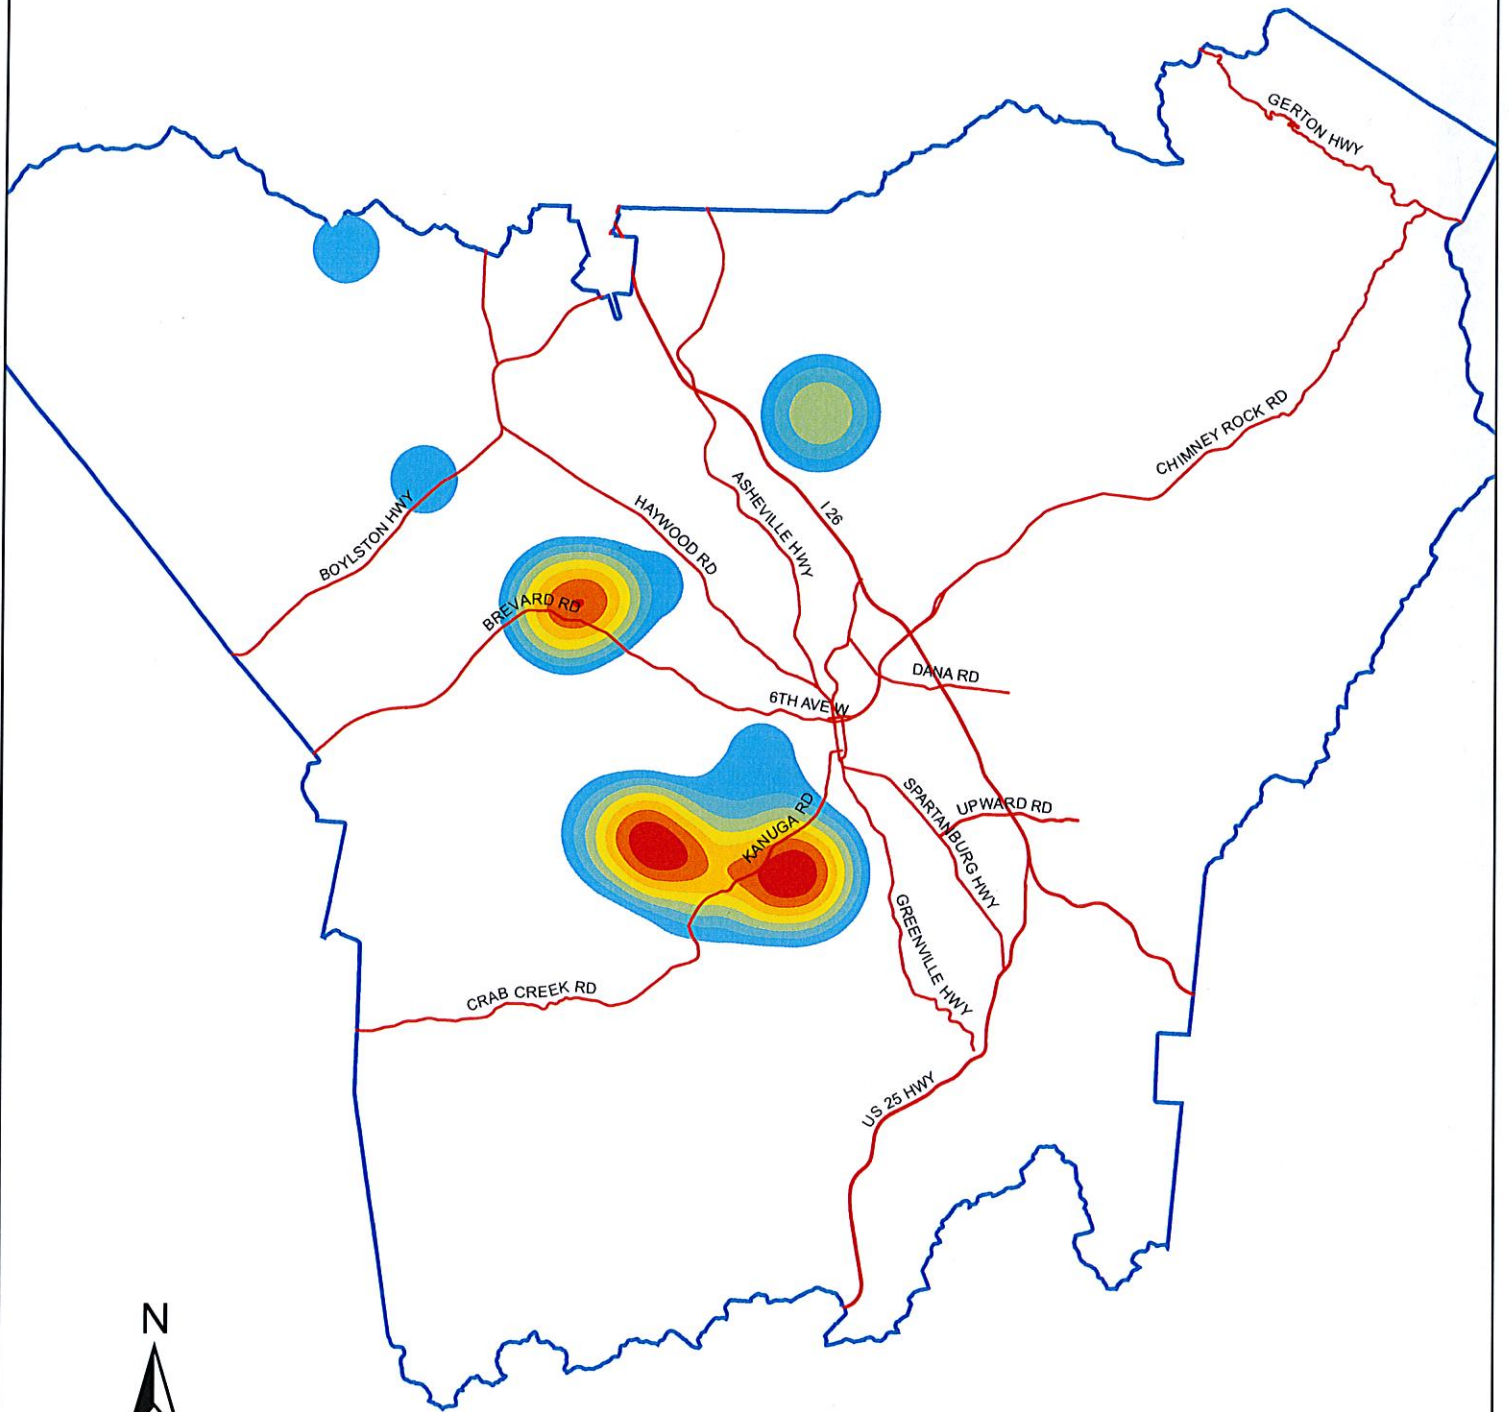 GERTON HWY
CHIMNEY ROCK RD
ASHEVILLE HWY
I 26
HAYWOOD RD
BOYLSTON HWY
BREVARD RD
DANA RD
6TH AVE W
SPARTANBURG HWY
UPWARD RD
KANUGA RD
GREENVILLE HWY
CRAB CREEK RD
US 25 HWY
N